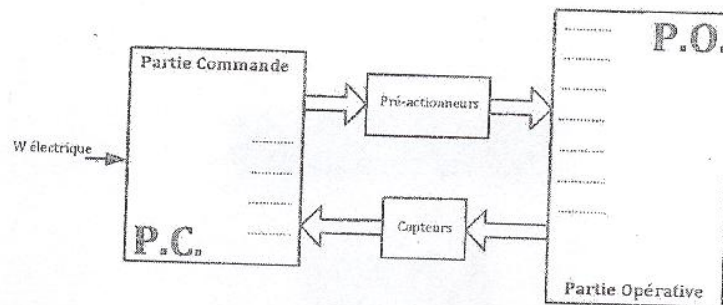 Partie Commande
W électrique
P.C.
Pré-actionneurs
Capteurs
P.O.
Partie Opérative